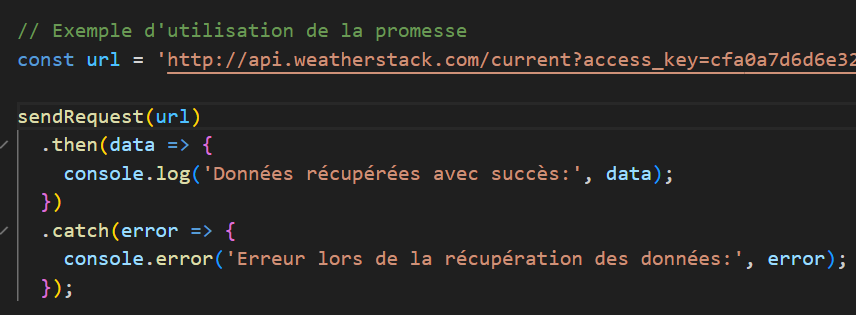 // Exemple d'utilisation de la promesse
const url = 'http://api.weatherstack.com/current?access_key=cfa0a7d6d6e32
sendRequest(url)
.then(data => {
console.log('Données récupérées avec succès:', data);
})
.catch(error => {
console.error('Erreur lors de la récupération des données:', error);
});